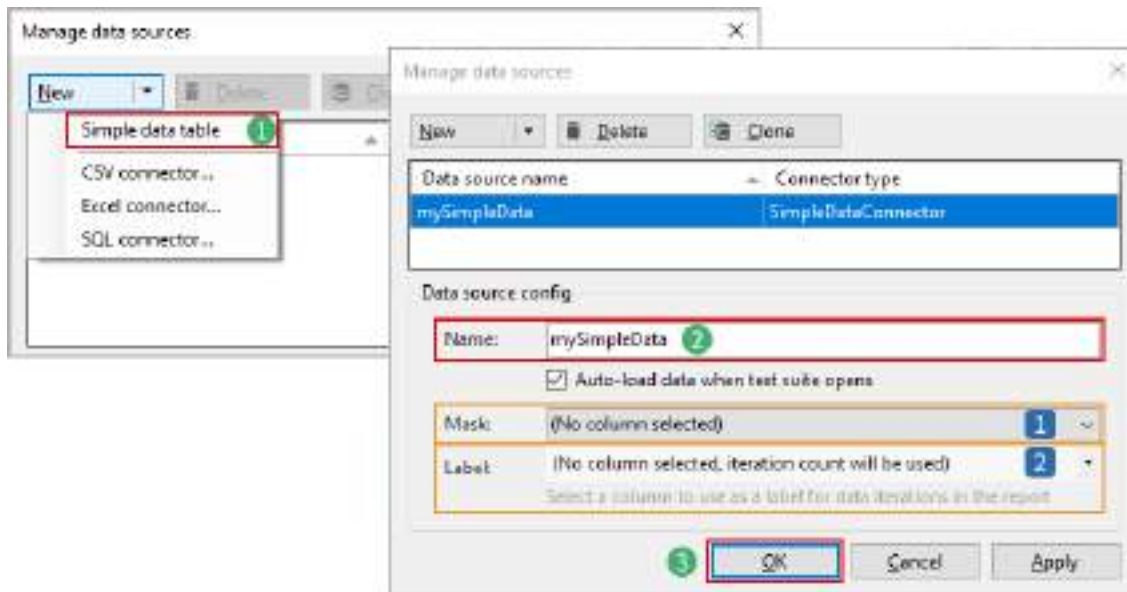 Manage data sources
New
Delete
Simple data table 1
CSV connector...
Excel connector...
SQL connector...
Manage data sources
New Delete Clone
Data source name Connector type
mySimpleData SimpleDataConnector
Data source config
Name: mySimpleData 2
Auto-load data when test suite opens
Mask: (No column selected) 1
Label: (No column selected, iteration count will be used) 2
Select a column to use as a label for data iterations in the report
3 OK Cancel Apply